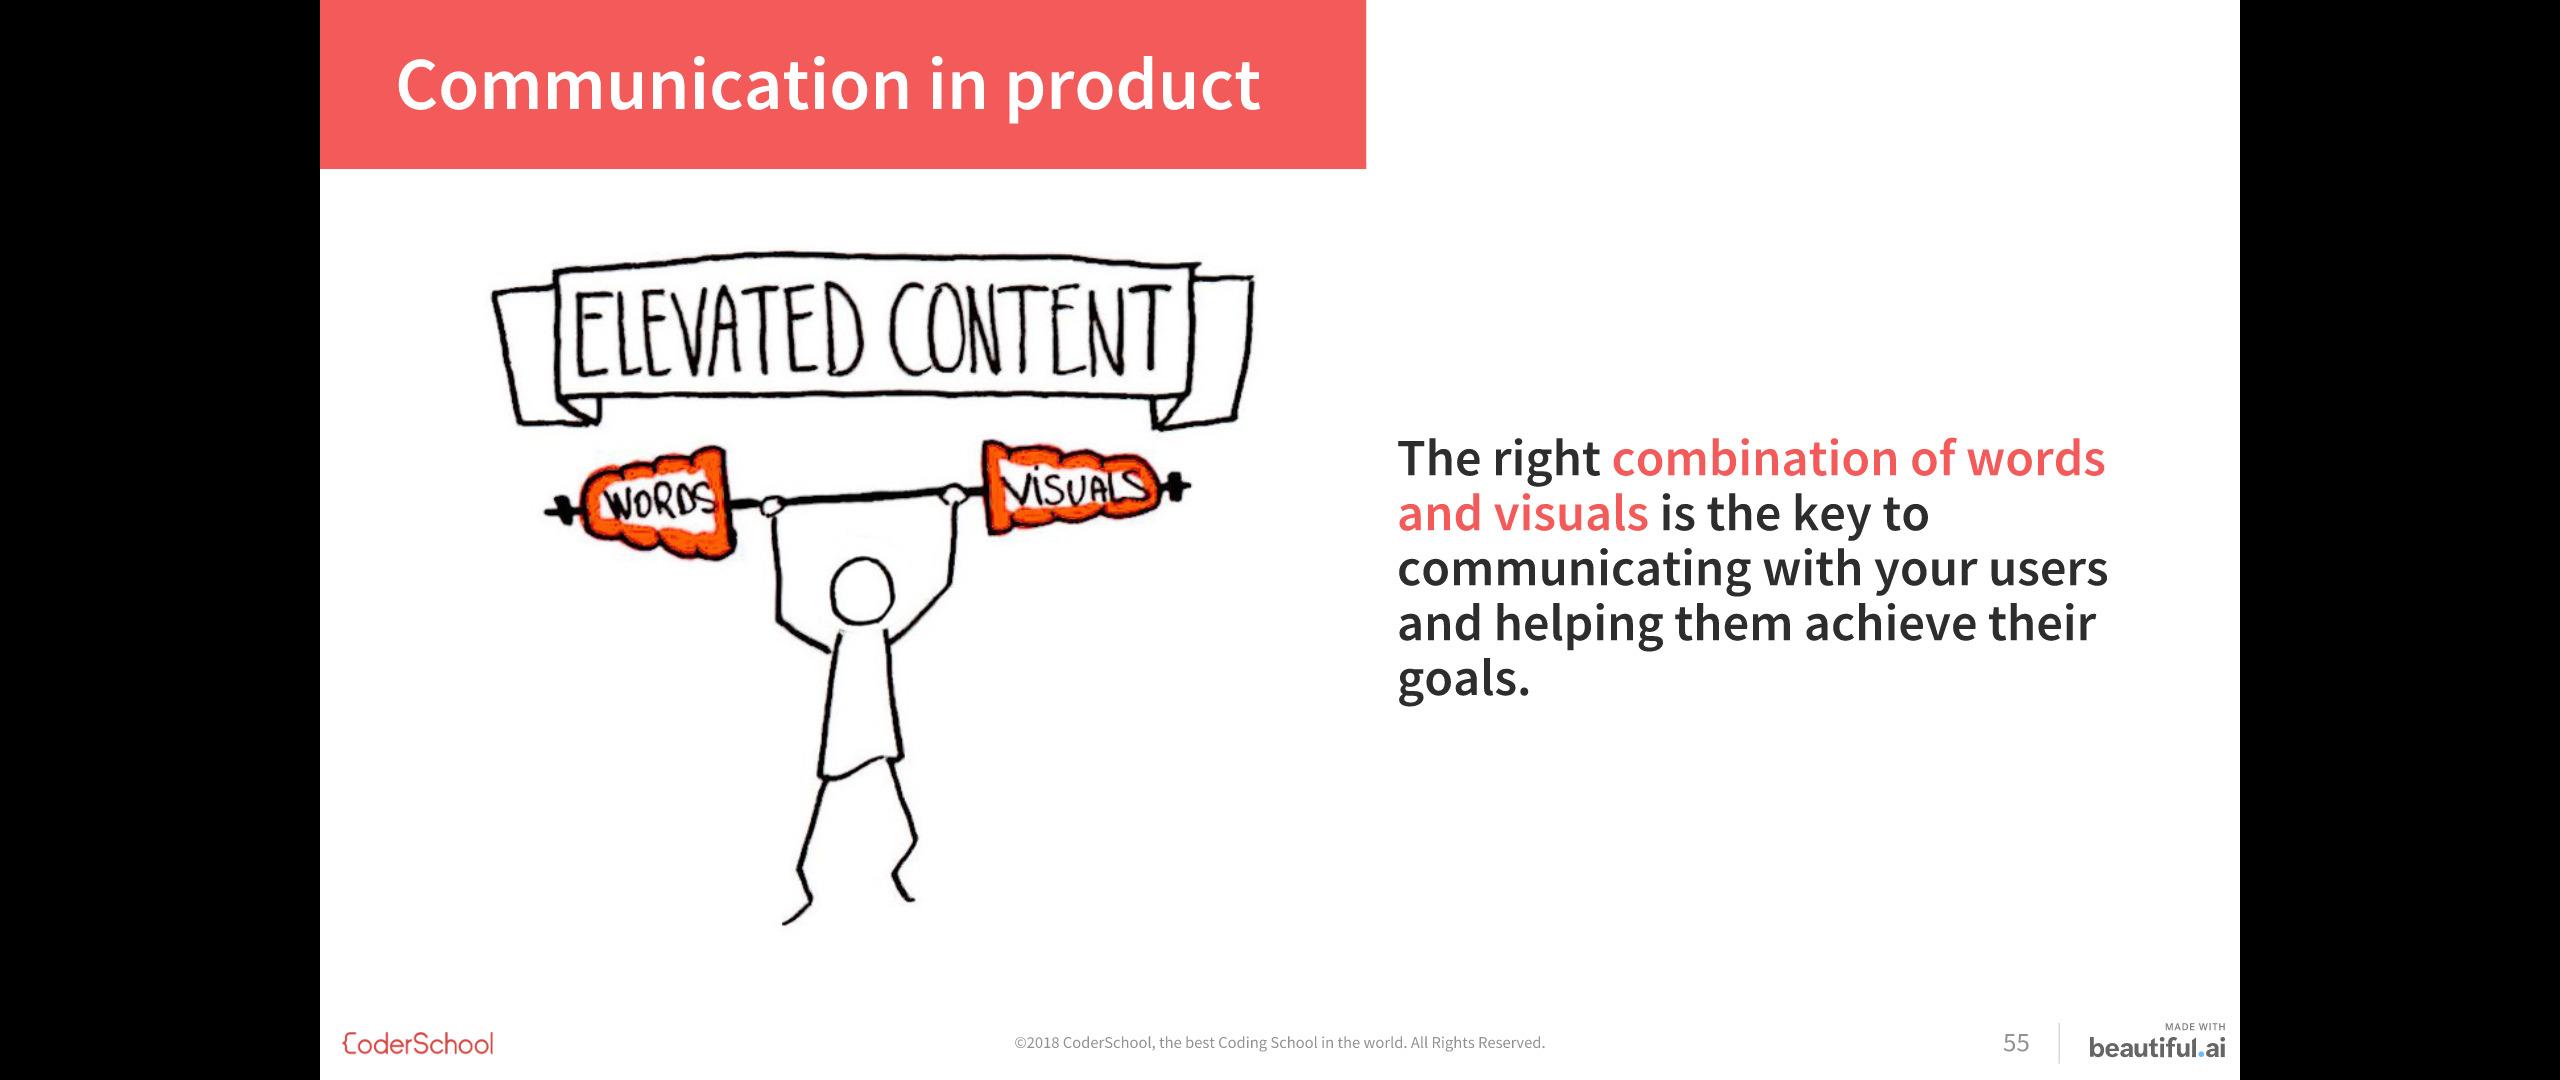 Communication in product
ELEVATED CONTENT
WORDS
VISUALS
The right combination of words
and visuals is the key to
communicating with your users
and helping them achieve their
goals.
CoderSchool
©2018 CoderSchool, the best Coding School in the world. All Rights Reserved.
55
MADE WITH
beautiful.ai